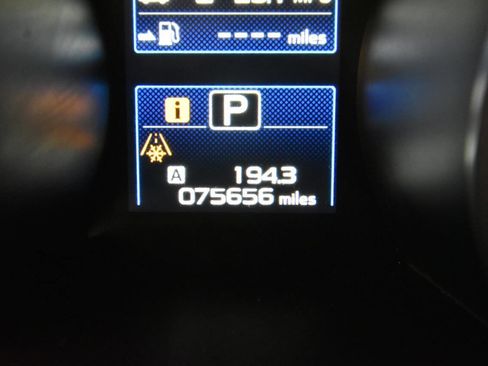 ---- miles
i P
A 194.3
075656 miles